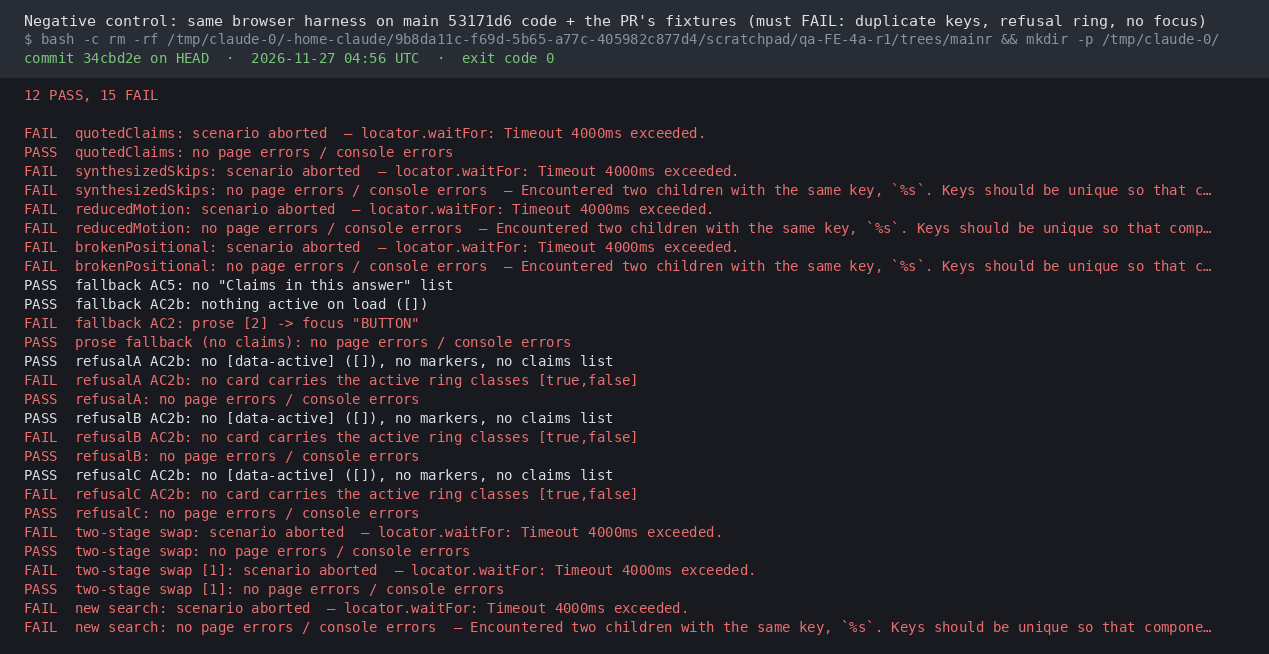 Negative control: same browser harness on main 53171d6 code + the PR's fixtures (must FAIL: duplicate keys, refusal ring, no focus)
$ bash -c rm -rf /tmp/claude-0/-home-claude/9b8da11c-f69d-5b65-a77c-405982c877d4/scratchpad/qa-FE-4a-r1/trees/mainr && mkdir -p /tmp/claude-0/
commit 34cbd2e on HEAD · 2026-11-27 04:56 UTC · exit code 0
12 PASS, 15 FAIL
FAIL quotedClaims: scenario aborted — locator.waitFor: Timeout 4000ms exceeded.
PASS quotedClaims: no page errors / console errors
FAIL synthesizedSkips: scenario aborted — locator.waitFor: Timeout 4000ms exceeded.
FAIL synthesizedSkips: no page errors / console errors — Encountered two children with the same key, `%s`. Keys should be unique so that c…
FAIL reducedMotion: scenario aborted — locator.waitFor: Timeout 4000ms exceeded.
FAIL reducedMotion: no page errors / console errors — Encountered two children with the same key, `%s`. Keys should be unique so that comp…
FAIL brokenPositional: scenario aborted — locator.waitFor: Timeout 4000ms exceeded.
FAIL brokenPositional: no page errors / console errors — Encountered two children with the same key, `%s`. Keys should be unique so that c…
PASS fallback AC5: no "Claims in this answer" list
PASS fallback AC2b: nothing active on load ([])
FAIL fallback AC2: prose [2] -> focus "BUTTON"
PASS prose fallback (no claims): no page errors / console errors
PASS refusalA AC2b: no [data-active] ([]), no markers, no claims list
FAIL refusalA AC2b: no card carries the active ring classes [true,false]
PASS refusalA: no page errors / console errors
PASS refusalB AC2b: no [data-active] ([]), no markers, no claims list
FAIL refusalB AC2b: no card carries the active ring classes [true,false]
PASS refusalB: no page errors / console errors
PASS refusalC AC2b: no [data-active] ([]), no markers, no claims list
FAIL refusalC AC2b: no card carries the active ring classes [true,false]
PASS refusalC: no page errors / console errors
FAIL two-stage swap: scenario aborted — locator.waitFor: Timeout 4000ms exceeded.
PASS two-stage swap: no page errors / console errors
FAIL two-stage swap [1]: scenario aborted — locator.waitFor: Timeout 4000ms exceeded.
PASS two-stage swap [1]: no page errors / console errors
FAIL new search: scenario aborted — locator.waitFor: Timeout 4000ms exceeded.
FAIL new search: no page errors / console errors — Encountered two children with the same key, `%s`. Keys should be unique so that compone…